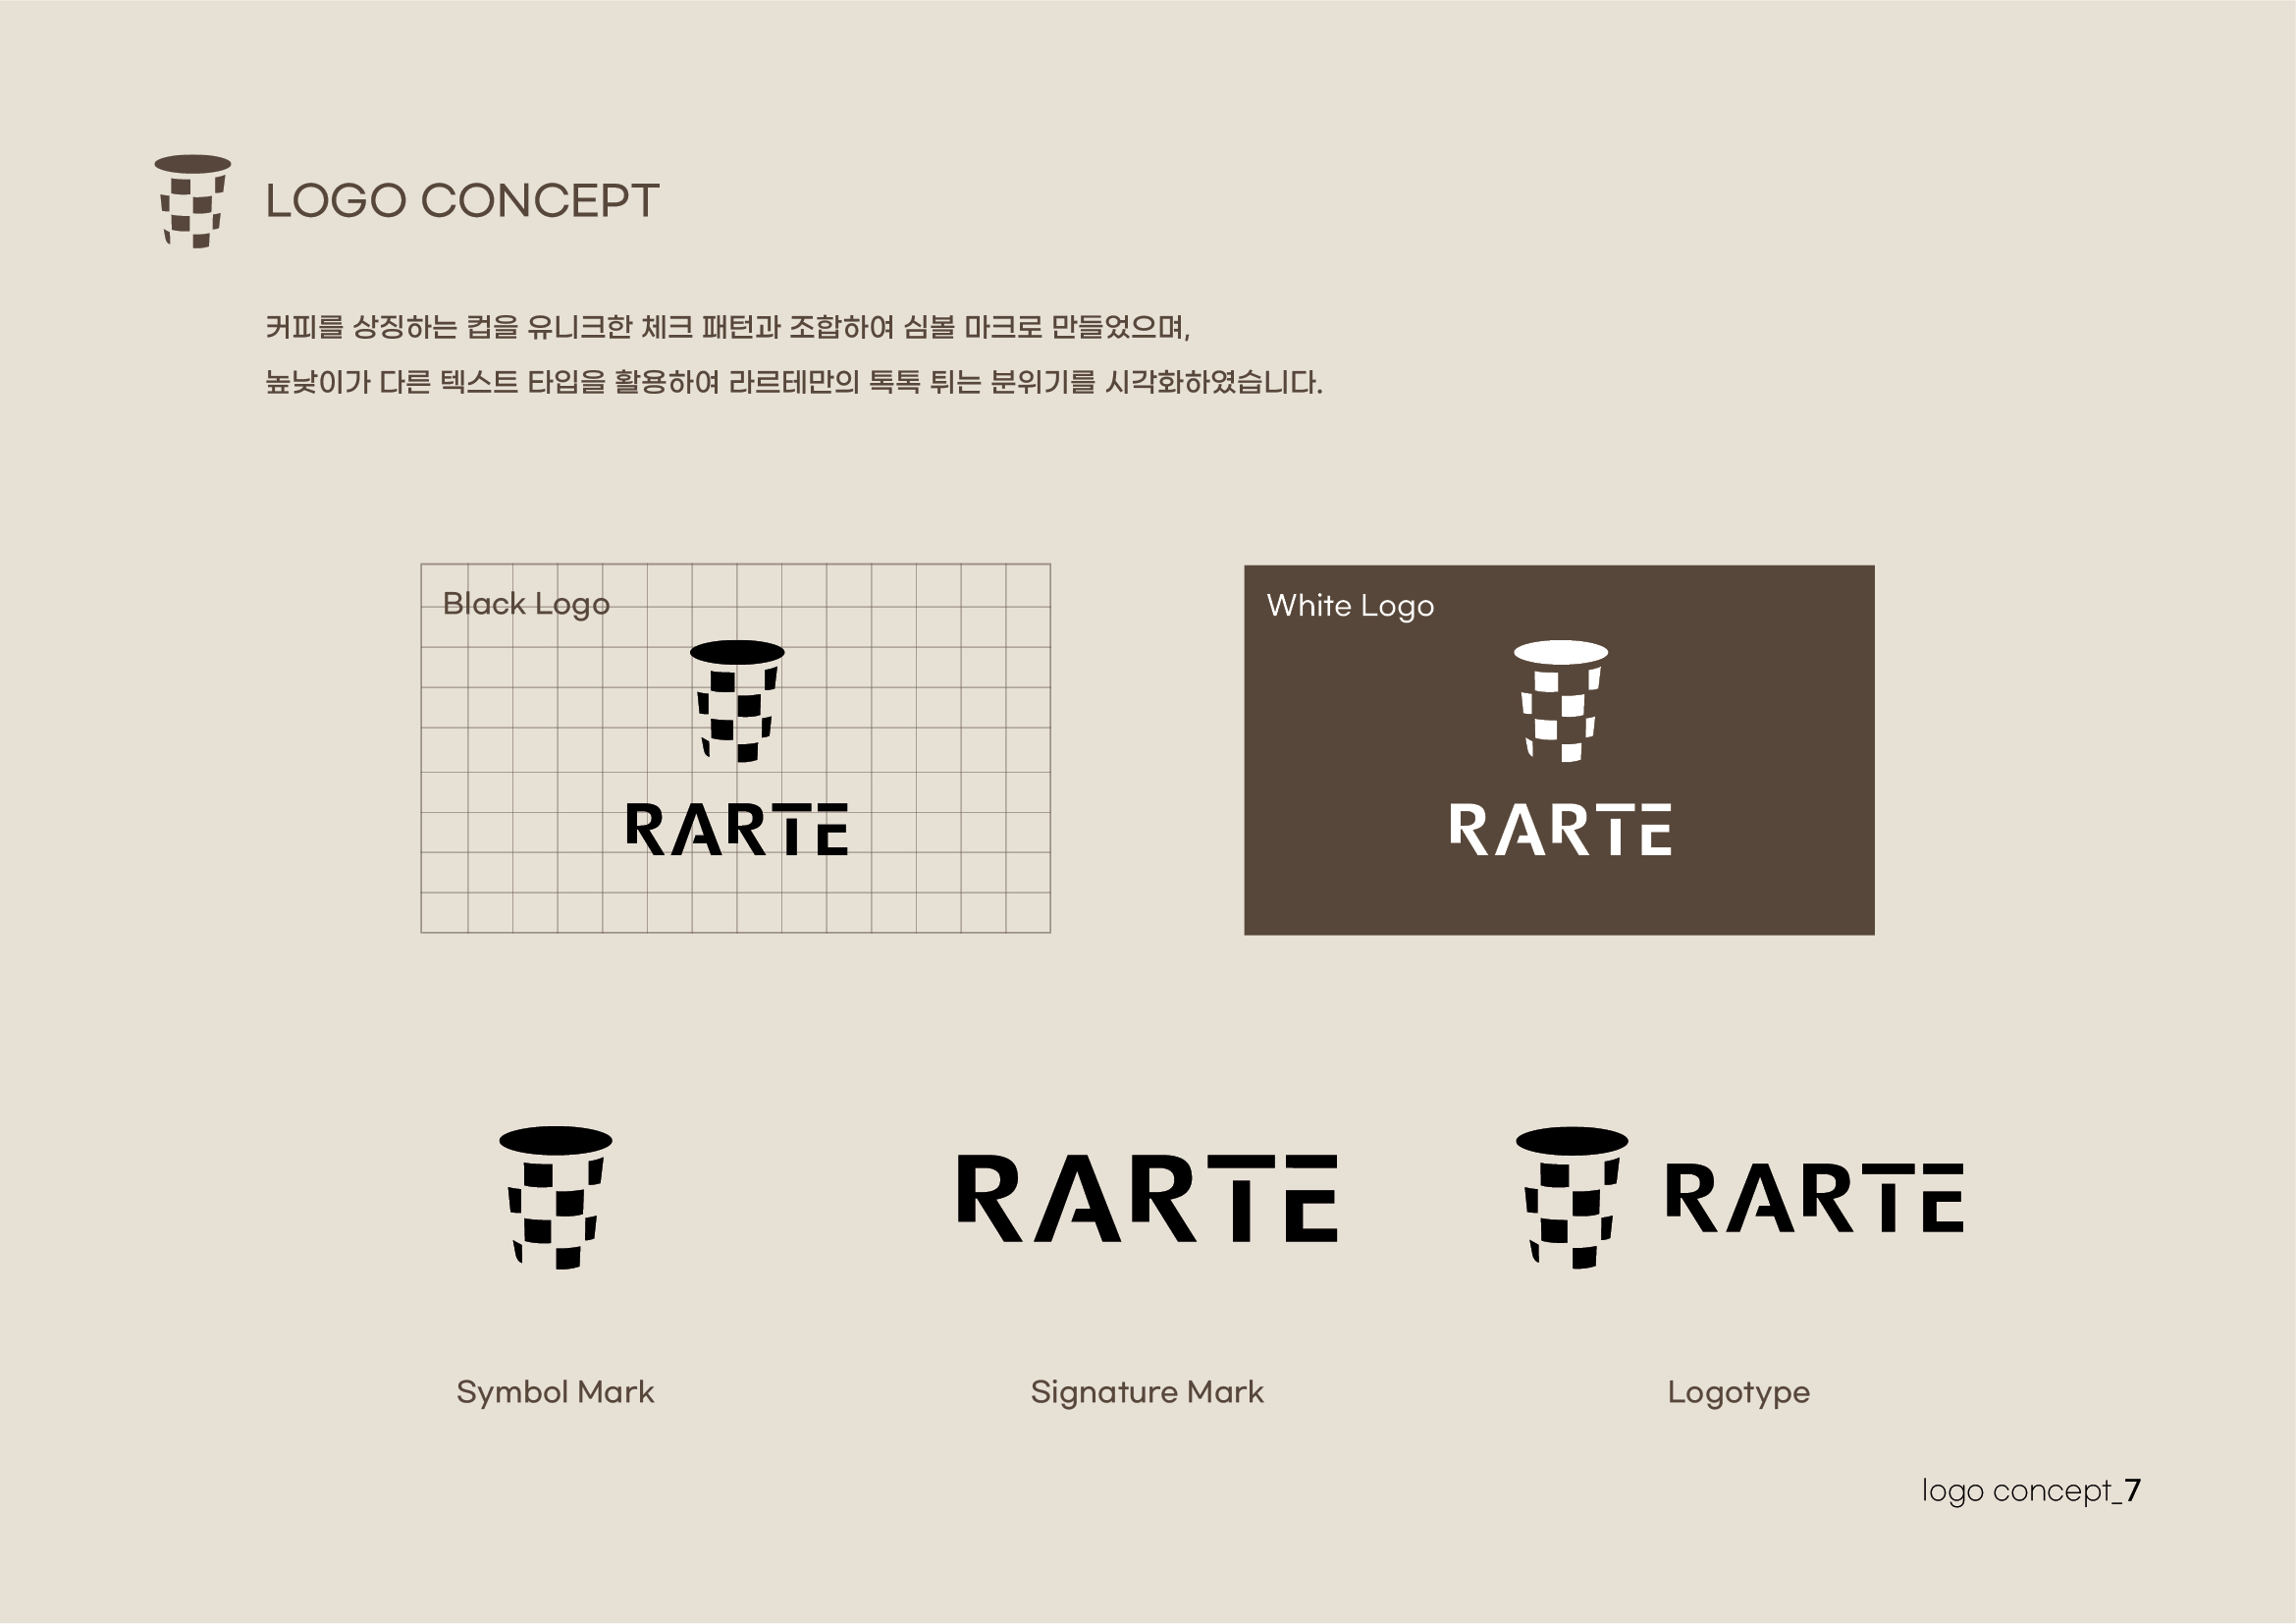 LOGO CONCEPT
커피를 상징하는 컵을 유니크한 체크 패턴과 조합하여 심볼 마크로 만들었으며,
높낮이가 다른 텍스트 타입을 활용하여 라르테만의 톡톡 튀는 분위기를 시각화하였습니다.
Black Logo
RARTE
White Logo
RARTE
RARTE
RARTE
Symbol Mark
Signature Mark
Logotype
logo concept_7